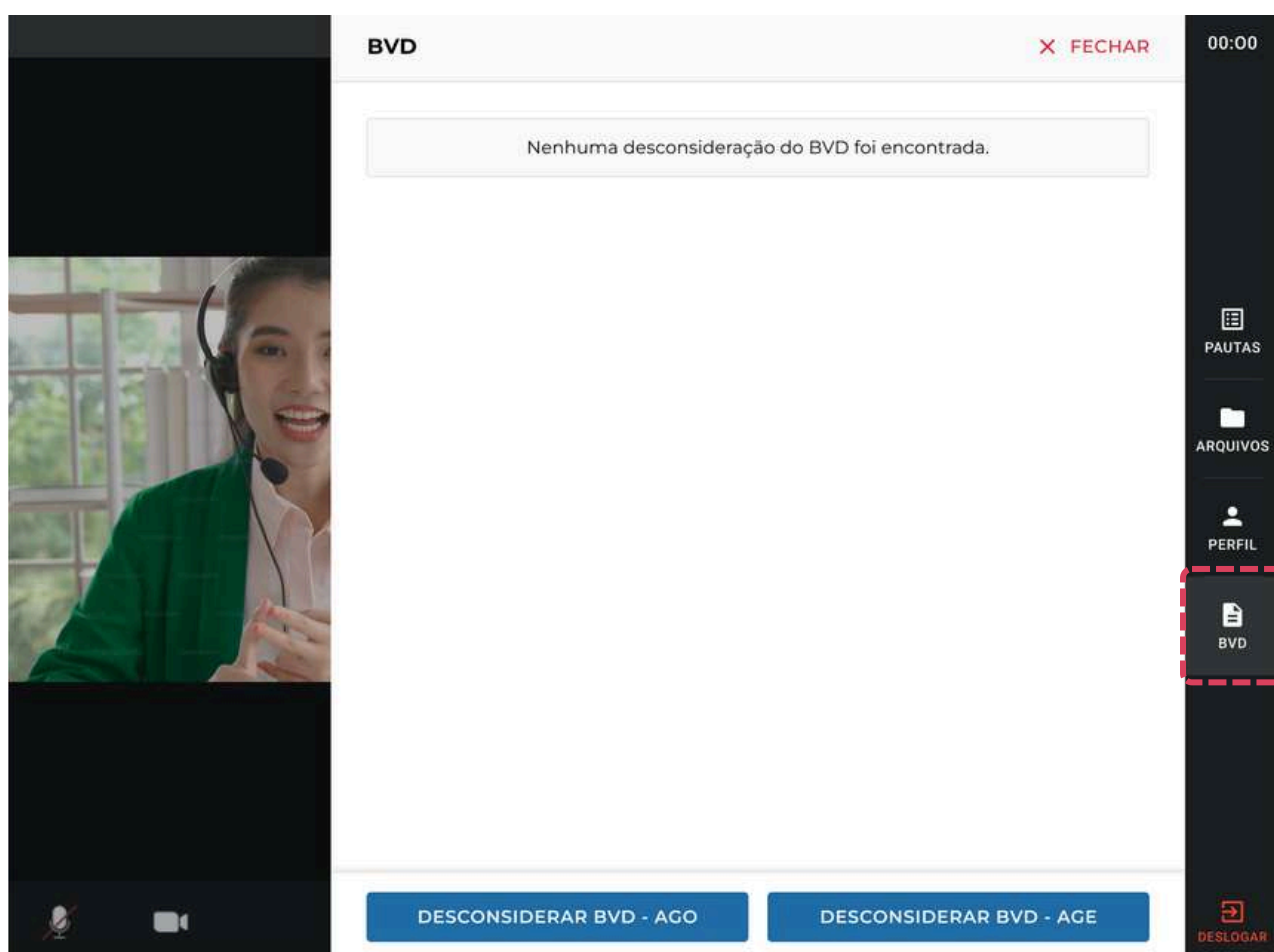 BVD
FECHAR
00:00
Nenhuma desconsideração do BVD foi encontrada.
PAUTAS
ARQUIVOS
PERFIL
BVD
DESCONSIDERAR BVD - AGO
DESCONSIDERAR BVD - AGE
DESLOGAR